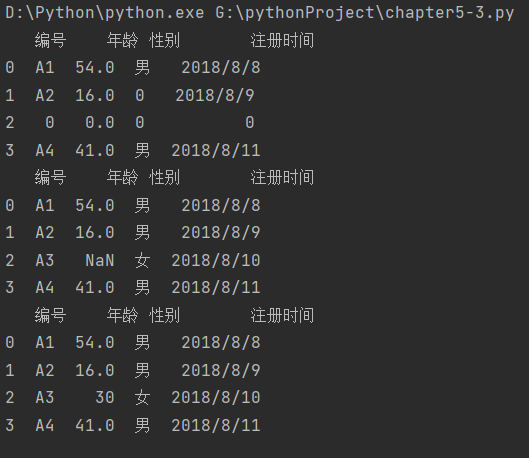 D:\Python\python.exe G:\pythonProject\chapter5-3.py
编号 年龄 性别 注册时间
0 A1 54.0 男 2018/8/8
1 A2 16.0 0 2018/8/9
2 0 0.0 0 0
3 A4 41.0 男 2018/8/11
编号 年龄 性别 注册时间
0 A1 54.0 男 2018/8/8
1 A2 16.0 男 2018/8/9
2 A3 NaN 女 2018/8/10
3 A4 41.0 男 2018/8/11
编号 年龄 性别 注册时间
0 A1 54.0 男 2018/8/8
1 A2 16.0 男 2018/8/9
2 A3 30 女 2018/8/10
3 A4 41.0 男 2018/8/11